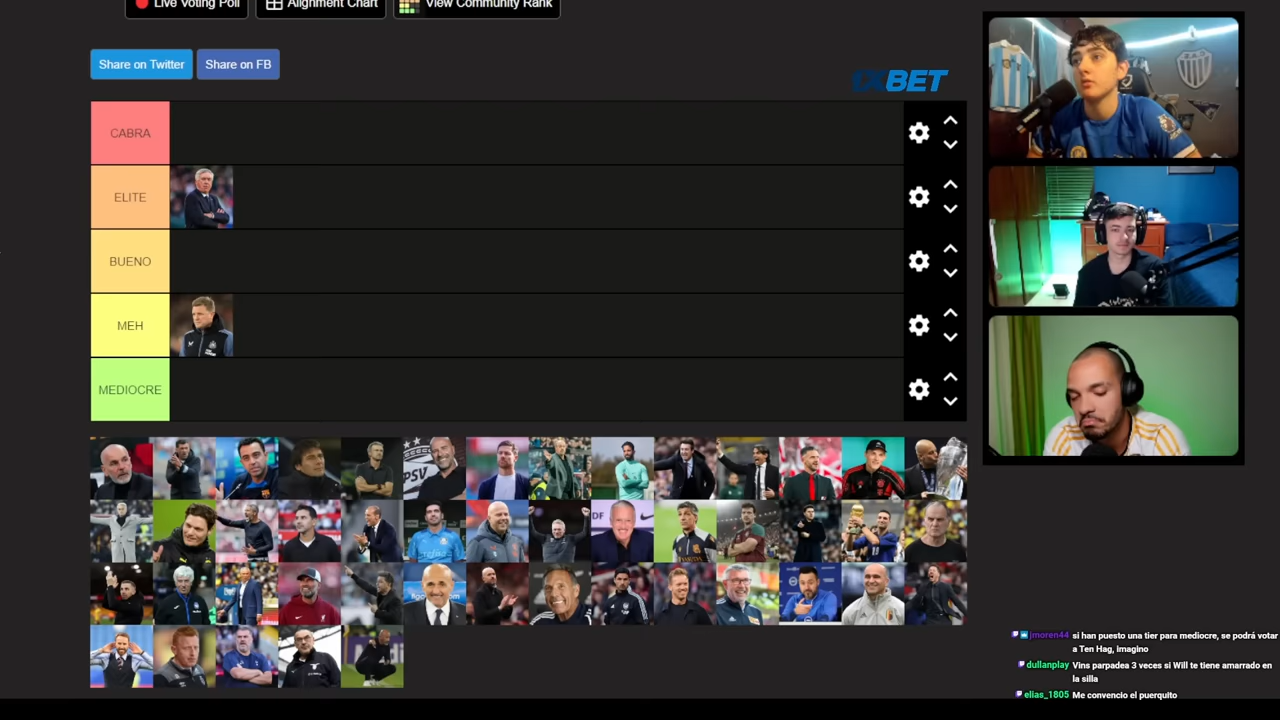 Live Voting Poll
Alignment Chart
View Community Rank
Share on Twitter
Share on FB
1XBET
CABRA
ELITE
BUENO
MEH
MEDIOCRE
PSV
jmoren44 si han puesto una tier para mediocre, se podrá votar
a Ten Hag, imagino
dullanplay Vins parpadea 3 veces si Will te tiene amarrado en
la silla
elias_1805 Me convencio el puerquito